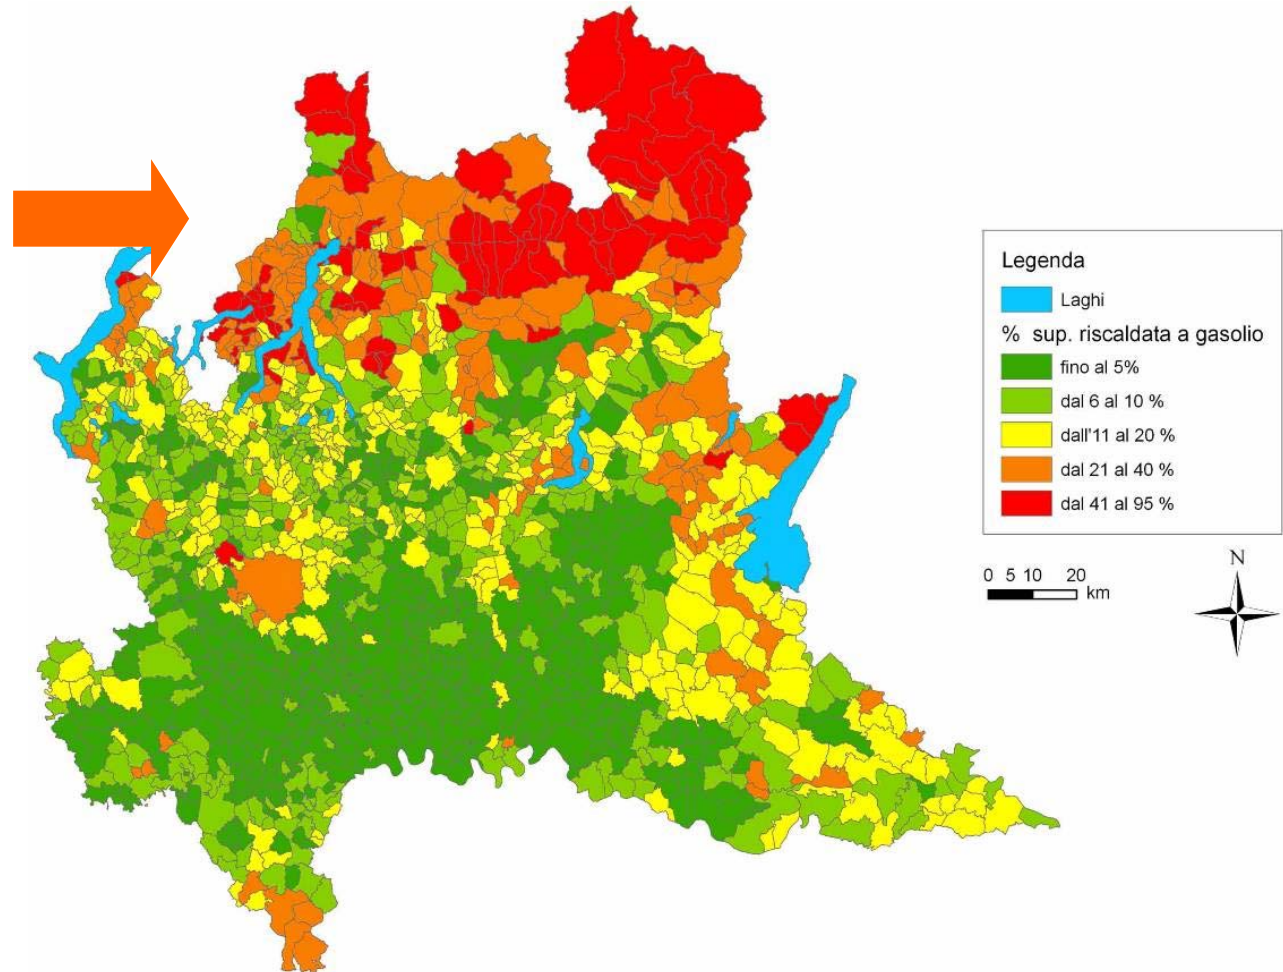 Legenda
Laghi
% sup. riscaldata a gasolio
fino al 5%
dal 6 al 10 %
dall'11 al 20 %
dal 21 al 40 %
dal 41 al 95 %
0 5 10 20
km
N